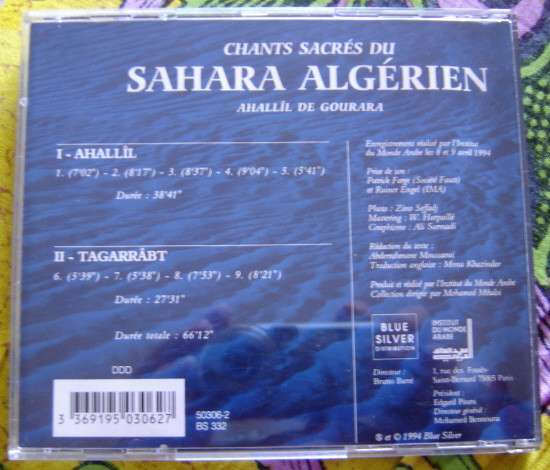 CHANTS SACRÉS DU
SAHARA ALGÉRIEN
AHALLÎL DE GOURARA
I - AHALLÎL
1. (7'02") - 2. (8'17") - 3. (8'37") - 4. (9'04") - 5. (5'41")
Durée : 38'41"
II - TAGARRÂBT
6. (5'39") - 7. (5'38") - 8. (7'53") - 9. (8'21")
Durée : 27'31"
Durée totale : 66'12"
DDD
3 369195 030627
50306-2
BS 332
Enregistrement réalisé par l'Institut
du Monde Arabe les 8 et 9 avril 1994
Prise de son :
Patrick Farge (Société Faust)
et Rainer Engel (IMA)
Photo : Zino Seffadj
Mastering : W. Harpaillé
Graphisme : Ali Sarmadi
Rédaction du texte :
Abderrahmane Moussaoui
Traduction anglaise : Mona Khazindar
Produit et réalisé par l'Institut du Monde Arabe
Collection dirigée par Mohamed Métalsi
BLUE
SILVER
DISTRIBUTION
INSTITUT
DU MONDE
ARABE
Directeur :
Bruno Barré
1, rue des Fossés-
Saint-Bernard 75005 Paris
Président :
Edgard Pisani
Directeur général :
Mohamed Bennouna
℗ et © 1994 Blue Silver